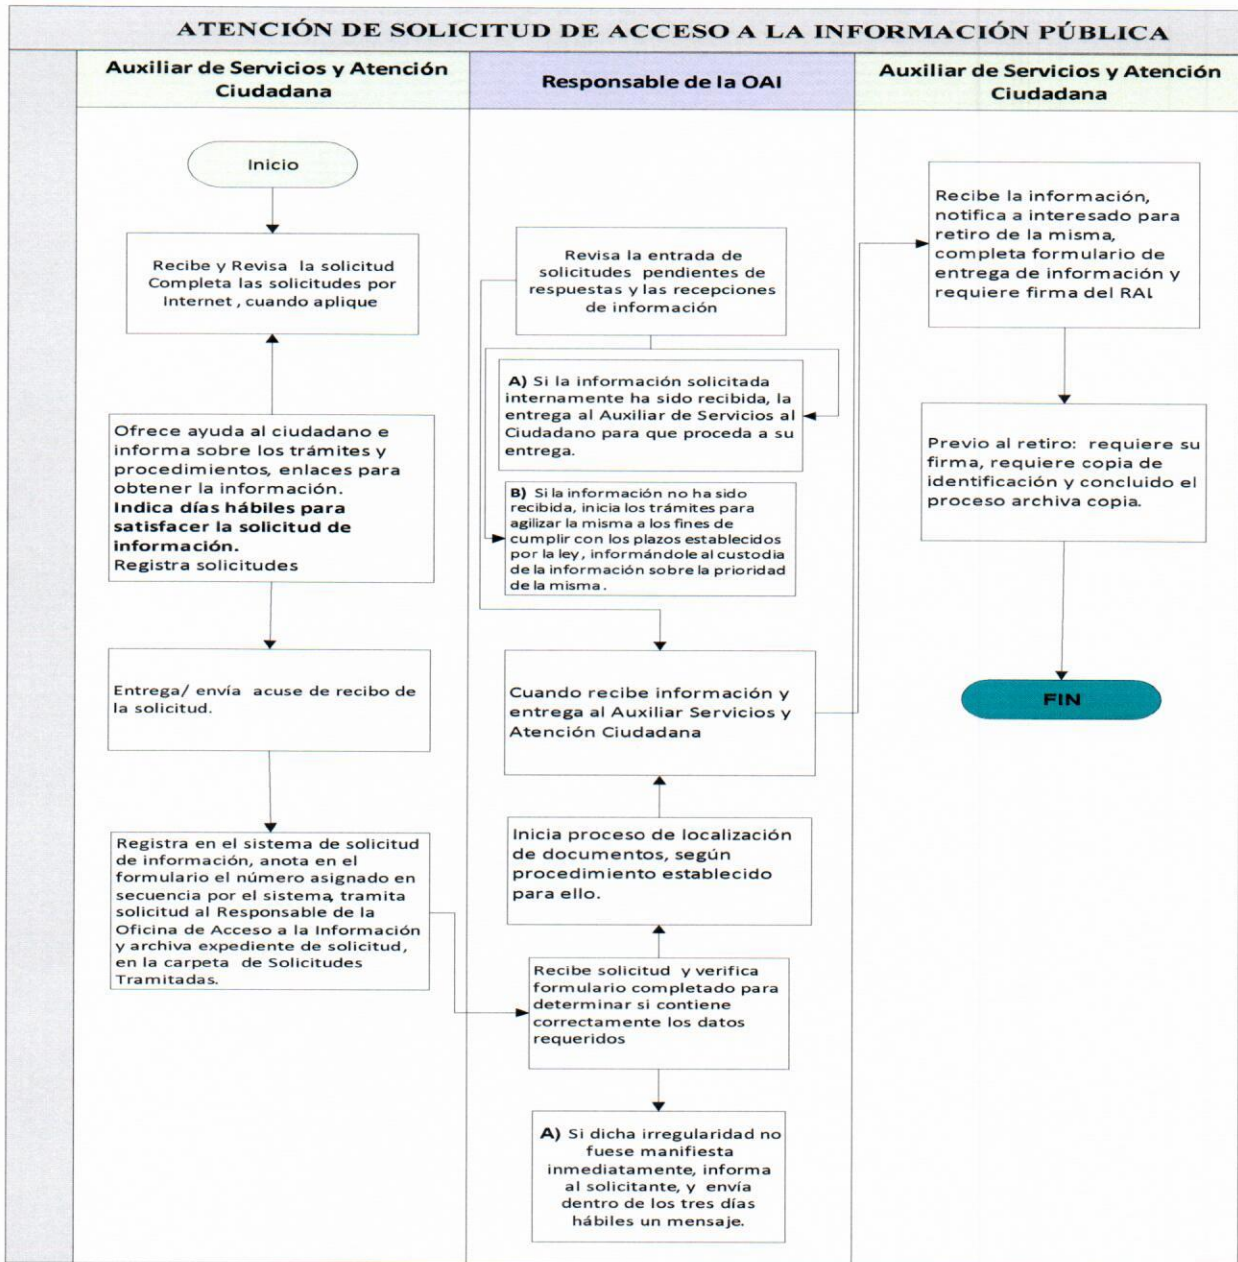 ATENCIÓN DE SOLICITUD DE ACCESO A LA INFORMACIÓN PÚBLICA
Auxiliar de Servicios y Atención
Ciudadana
Responsable de la OAI
Auxiliar de Servicios y Atención
Ciudadana
Inicio
Recibe y Revisa la solicitud
Completa las solicitudes por
Internet , cuando aplique
Ofrece ayuda al ciudadano e
informa sobre los trámites y
y procedimientos, enlaces para
obtener la información.
Indica días hábiles para
satisfacer la solicitud de
información.
Registra solicitudes
Entrega/ envía acuse de recibo de
la solicitud.
Registra en el sistema de solicitud
de información, anota en el
formulario el número asignado en
secuencia por el sistema, tramita
solicitud al Responsable de la
Oficina de Acceso a la Información
y archiva expediente de solicitud,
en la carpeta de Solicitudes
Tramitadas.
Revisa la entrada de
solicitudes pendientes de
respuestas y las recepciones
de información
A) Si la información solicitada
internamente ha sido recibida, la
entrega al Auxiliar de Servicios al
Ciudadano para que proceda a su
entrega.
B) Si la información no ha sido
recibida, inicia los trámites para
agilizar la misma a los fines de
cumplir con los plazos establecidos
por la ley, informándole al custodia
de la información sobre la prioridad
de la misma .
Cuando recibe información y
entrega al Auxiliar Servicios y
Atención Ciudadana
Inicia proceso de localización
de documentos, según
procedimiento establecido
para ello.
Recibe solicitud y verifica
formulario completado para
determinar si contiene
correctamente los datos
requeridos
A) Si dicha irregularidad no
fuese manifiesta
inmediatamente, informa
al solicitante, y envía
dentro de los tres días
hábiles un mensaje.
Recibe la información,
notifica a interesado para
retiro de la misma,
completa formulario de
entrega de información y
requiere firma del RAI.
Previo al retiro: requiere su
firma, requiere copia de
identificación y concluido el
proceso archiva copia.
FIN